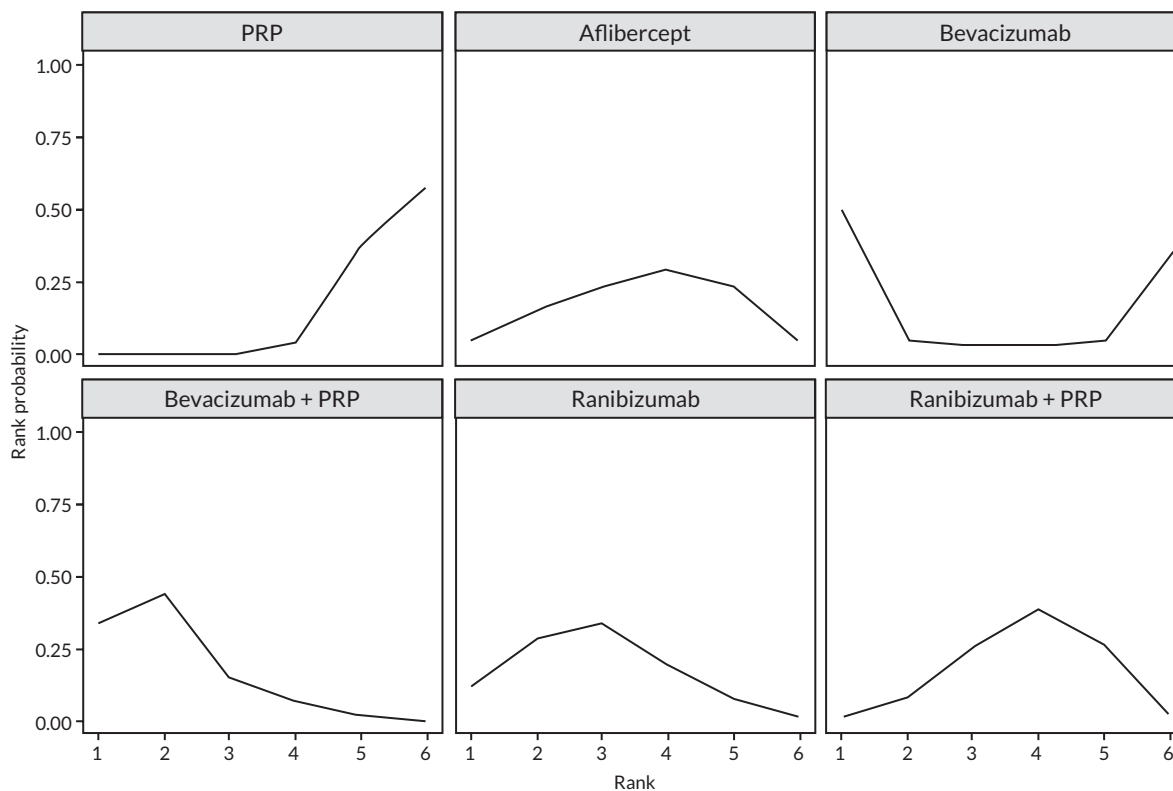 PRP
Aflibercept
Bevacizumab
1.00
0.75
0.50
0.25
0.00
Rank probability
Bevacizumab + PRP
Ranibizumab
Ranibizumab + PRP
1.00
0.75
0.50
0.25
0.00
1 2 3 4 5 6
1 2 3 4 5 6
1 2 3 4 5 6
Rank